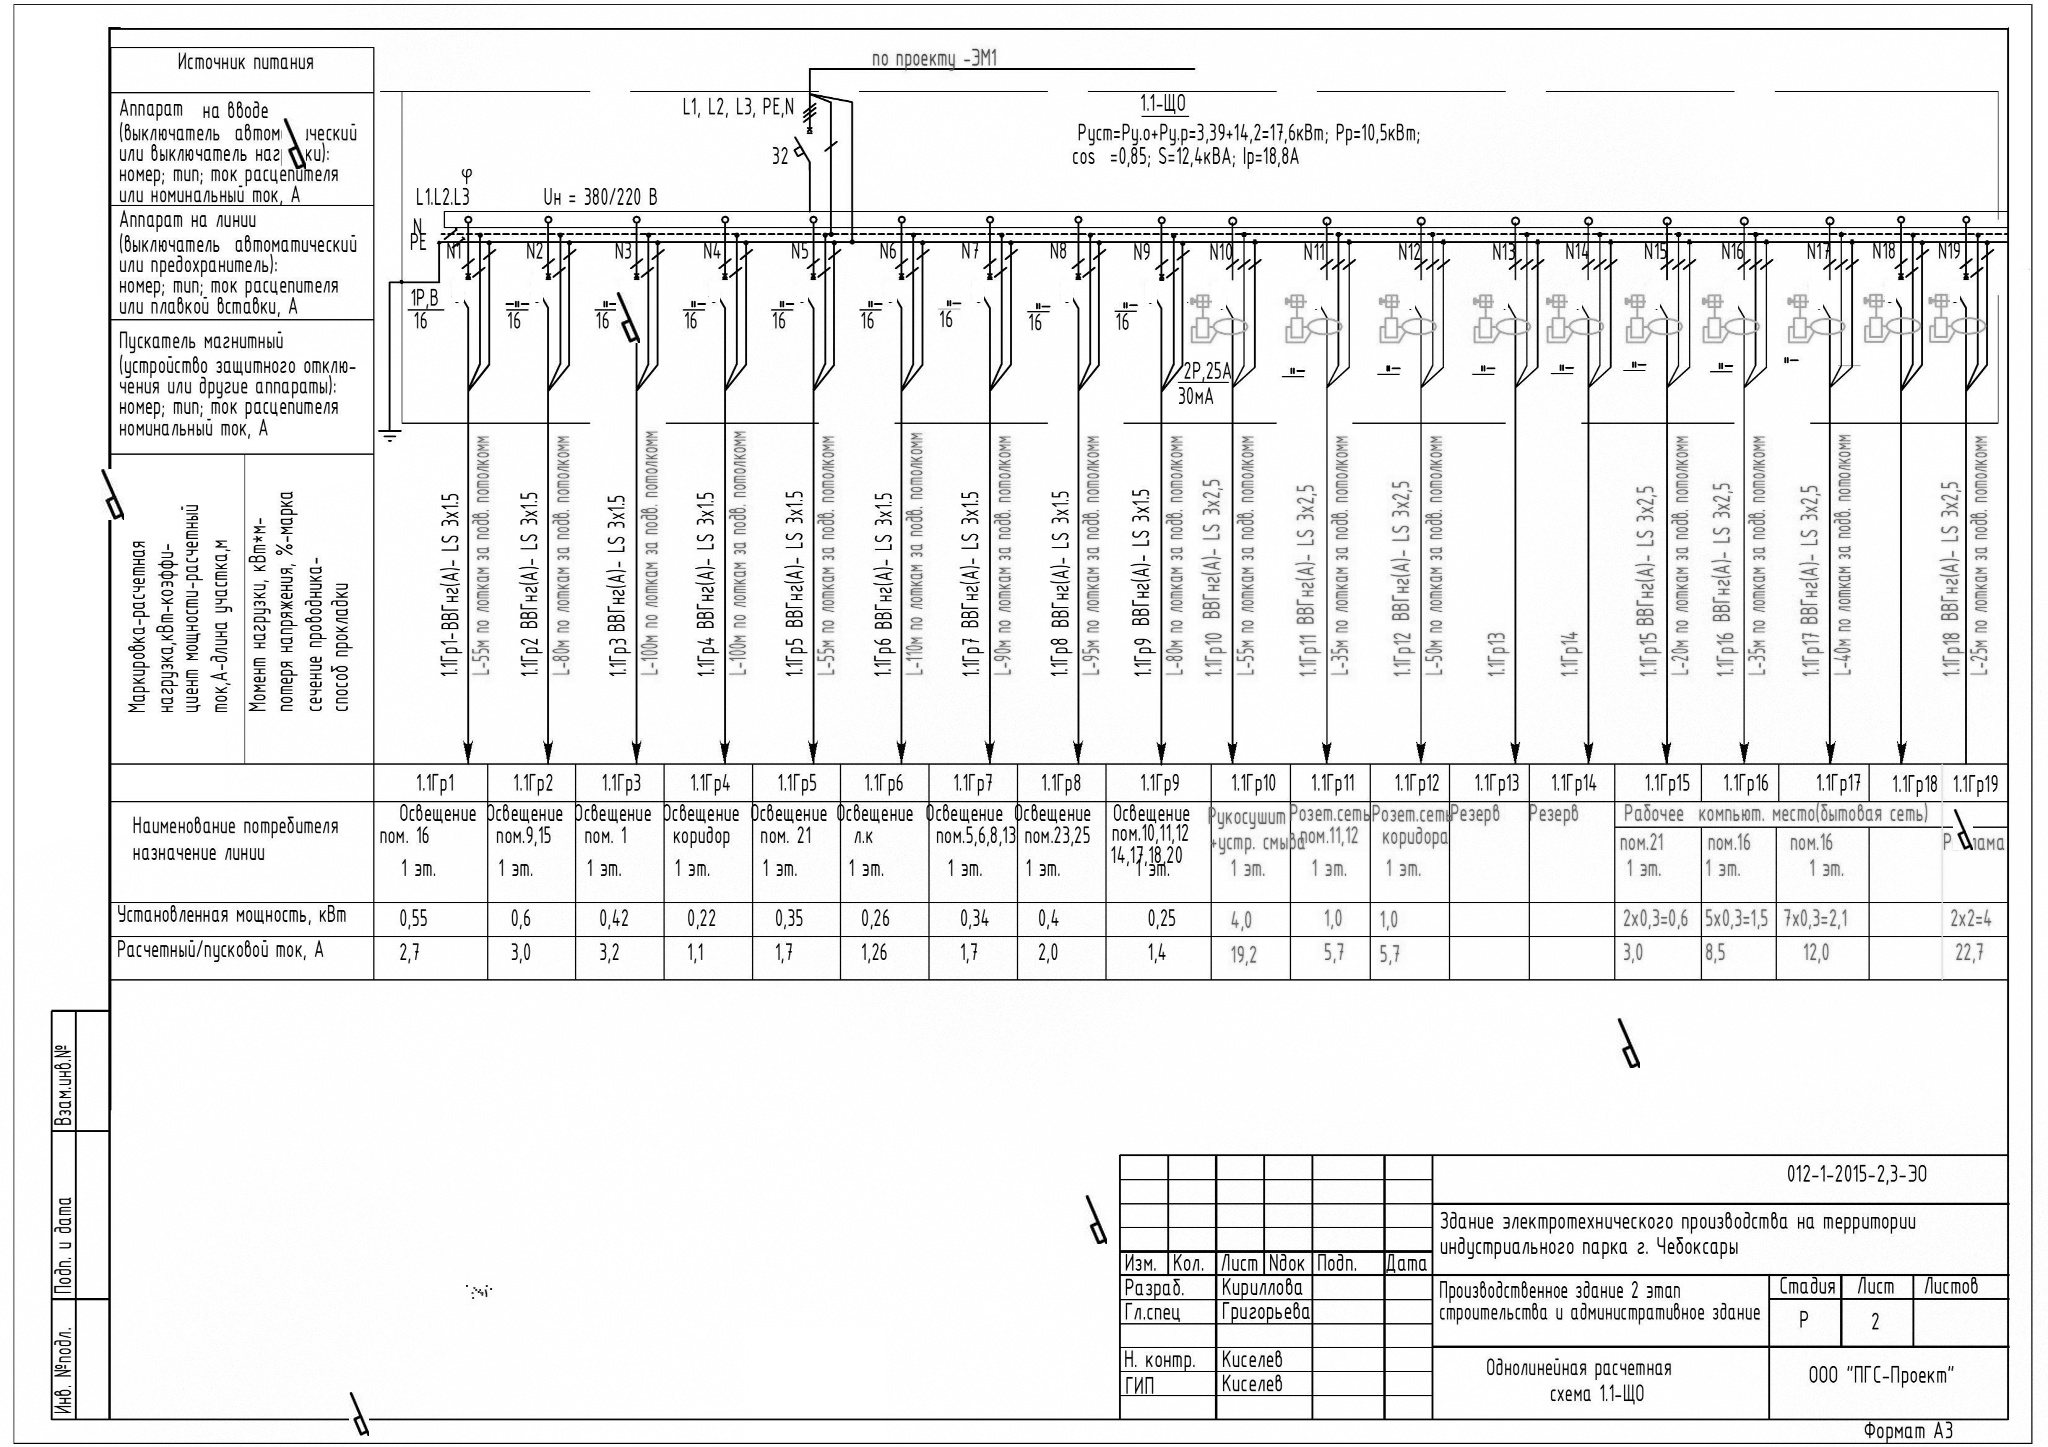 Источник питания
Аппарат на вводе
(выключатель
или выключатель
номер; тип; ток расцепителя
или номинальный ток, А
Аппарат на линии
(выключатель автоматический
или предохранитель):
номер; тип; ток расцепителя
или плавкой вставки, А
Пускатель магнитный
(устройство защитного отклю-
чения или другие аппараты):
номер; тип; ток расцепителя
номинальный ток, А
Маркировка-расчетная
нагрузка,кВт-коэффи-
циент мощности-расчетный
ток,А-длина участка,м
Момент нагрузки, кВт*м-
потеря напряжения, %-марка
сечение проводника-
способ прокладки
по проекту -ЭМ1
L1, L2, L3, PE,N
32
1.1-ЩО
Руст=Ру.о+Ру.р=3,39+14,2=17,6кВт; Рр=10,5кВт;
cos =0,85; S=12,4кВА; Iр=18,8А
φ
L1.L2.L3
Uн = 380/220 В
N
PE
N1 N2 N3 N4 N5 N6 N7 N8 N9 N10 N11 N12 N13 N14 N15 N16 N17 N18 N19
1P,B
16
"–
16
"–
16
"–
16
"–
16
"–
16
"–
16
"–
16
"–
16
2P,25A
30мА
"–
"–
"–
"–
"–
"–
"–
1.1Гр1-ВВГнг(А)- LS 3х1.5
L-55м по лоткам за подв. потолкомм
1.1Гр2 ВВГнг(А)- LS 3х1.5
L-80м по лоткам за подв. потолкомм
1.1Гр3 ВВГнг(А)- LS 3х1.5
L-100м по лоткам за подв. потолкомм
1.1Гр4 ВВГнг(А)- LS 3х1.5
L-100м по лоткам за подв. потолкомм
1.1Гр5 ВВГнг(А)- LS 3х1.5
L-55м по лоткам за подв. потолкомм
1.1Гр6 ВВГнг(А)- LS 3х1.5
L-110м по лоткам за подв. потолкомм
1.1Гр7 ВВГнг(А)- LS 3х1.5
L-90м по лоткам за подв. потолкомм
1.1Гр8 ВВГнг(А)- LS 3х1.5
L-95м по лоткам за подв. потолкомм
1.1Гр9 ВВГнг(А)- LS 3х1.5
L-80м по лоткам за подв. потолкомм
1.1Гр10 ВВГнг(А)- LS 3х2,5
L-55м по лоткам за подв. потолкомм
1.1Гр11 ВВГнг(А)- LS 3х2,5
L-35м по лоткам за подв. потолкомм
1.1Гр12 ВВГнг(А)- LS 3х2,5
L-50м по лоткам за подв. потолкомм
1.1Гр13
1.1Гр14
1.1Гр15 ВВГнг(А)- LS 3х2,5
L-20м по лоткам за подв. потолкомм
1.1Гр16 ВВГнг(А)- LS 3х2,5
L-35м по лоткам за подв. потолкомм
1.1Гр17 ВВГнг(А)- LS 3х2,5
L-40м по лоткам за подв. потолкомм
1.1Гр18 ВВГнг(А)- LS 3х2,5
L-25м по лоткам за подв. потолкомм
1.1Гр1 1.1Гр2 1.1Гр3 1.1Гр4 1.1Гр5 1.1Гр6 1.1Гр7 1.1Гр8 1.1Гр9 1.1Гр10 1.1Гр11 1.1Гр12 1.1Гр13 1.1Гр14 1.1Гр15 1.1Гр16 1.1Гр17 1.1Гр18 1.1Гр19
Наименование потребителя
назначение линии
Освещение
пом. 16
1 эт.
Освещение
пом.9,15
1 эт.
Освещение
пом. 1
1 эт.
Освещение
коридор
1 эт.
Освещение
пом. 21
1 эт.
Освещение
л.к
1 эт.
Освещение
пом.5,6,8,13
1 эт.
Освещение
пом.23,25
1 эт.
Освещение
пом.10,11,12
14,17,18,20
1 эт.
Рукосушит
+устр. смыва
1 эт.
Розет.сеть
пом.11,12
1 эт.
Розет.сеть
коридора
1 эт.
Резерв
Резерв
Рабочее компьют. место(бытовая сеть)
пом.21
1 эт.
пом.16
1 эт.
пом.16
1 эт.
Установленная мощность, кВт 0,55 0,6 0,42 0,22 0,35 0,26 0,34 0,4 0,25 4,0 1,0 1,0 2х0,3=0,6 5х0,3=1,5 7х0,3=2,1 2х2=4
Расчетный/пусковой ток, А 2,7 3,0 3,2 1,1 1,7 1,26 1,7 2,0 1,4 19,2 5,7 5,7 3,0 8,5 12,0 22,7
Взам.инв.№
Подп. и дата
Инв. №подл.
012-1-2015-2,3-ЭО
Здание электротехнического производства на территории
индустриального парка г. Чебоксары
Изм. Кол. Лист Nдок Подп. Дата
Разраб. Кириллова
Гл.спец Григорьева
Н. контр. Киселев
ГИП Киселев
Производственное здание 2 этап
строительства и административное здание
Стадия Лист Листов
Р 2
Однолинейная расчетная
схема 1.1-ЩО
ООО "ПГС-Проект"
Формат А3